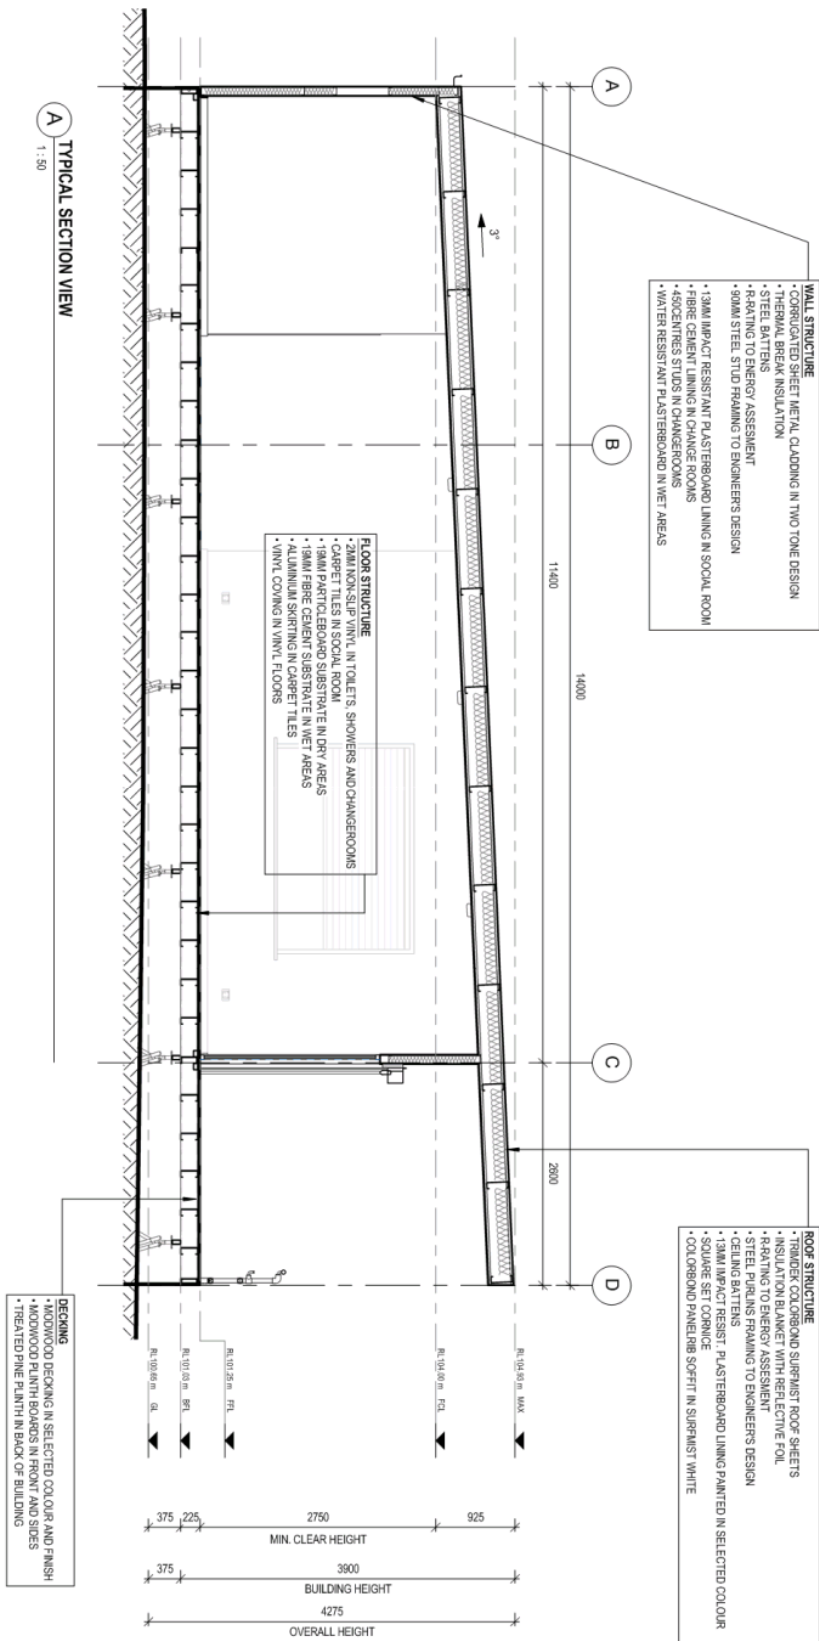 A
B
C
D
11400
2600
14000
3°
WALL STRUCTURE
• CORRUGATED SHEET METAL CLADDING IN TWO TONE DESIGN
• THERMAL BREAK INSULATION
• STEEL BATTENS
• R-RATING TO ENERGY ASSESMENT
• 90MM STEEL STUD FRAMING TO ENGINEER'S DESIGN
• 13MM IMPACT RESISTANT PLASTERBOARD LINING IN SOCIAL ROOM
• FIBRE CEMENT LINING IN CHANGE ROOMS
• 450CENTRES STUDS IN CHANGEROOMS
• WATER RESISTANT PLASTERBOARD IN WET AREAS
ROOF STRUCTURE
• TRIMDEK COLORBOND SURFMIST ROOF SHEETS
• INSULATION BLANKET WITH REFLECTIVE FOIL
• R-RATING TO ENERGY ASSESMENT
• STEEL PURLINS FRAMING TO ENGINEER'S DESIGN
• CEILING BATTENS
• 13MM IMPACT RESIST. PLASTERBOARD LINING PAINTED IN SELECTED COLOUR
• SQUARE SET CORNICE
• COLORBOND PANELRIB SOFFIT IN SURFMIST WHITE
FLOOR STRUCTURE
• 2MM NON-SLIP VINYL IN TOILETS, SHOWERS AND CHANGEROOMS
• CARPET TILES IN SOCIAL ROOM
• 19MM PARTICLEBOARD SUBSTRATE IN DRY AREAS
• 19MM FIBRE CEMENT SUBSTRATE IN WET AREAS
• ALUMINIUM SKIRTING IN CARPET TILES
• VINYL COVING IN VINYL FLOORS
DECKING
• MODWOOD DECKING IN SELECTED COLOUR AND FINISH
• MODWOOD PLINTH BOARDS IN FRONT AND SIDES
• TREATED PINE PLINTH IN BACK OF BUILDING
RL104.93 m MAX
RL104.00 m FCL
RL101.25 m FFL
RL101.03 m BFL
RL100.65 m GL
375 225 2750 925
MIN. CLEAR HEIGHT
375 3900
BUILDING HEIGHT
4275
OVERALL HEIGHT
A TYPICAL SECTION VIEW
1 : 50